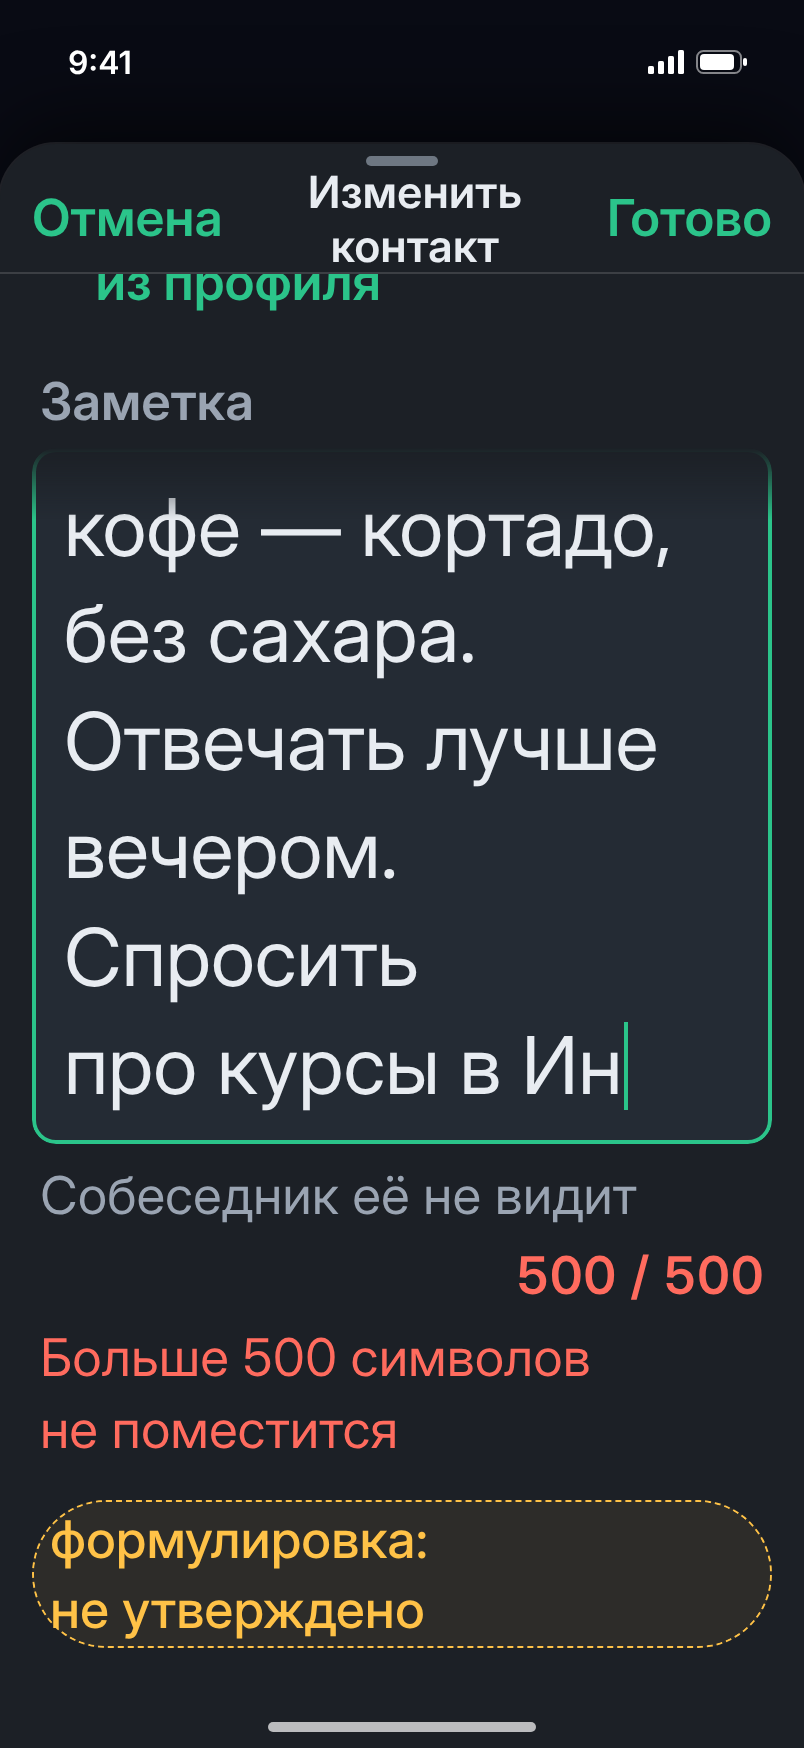 9:41
Отмена
Изменить
контакт
Готово
из профиля
Заметка
кофе — кортадо,
без сахара.
Отвечать лучше
вечером.
Спросить
про курсы в Ин
Собеседник её не видит
500 / 500
Больше 500 символов
не поместится
формулировка:
не утверждено